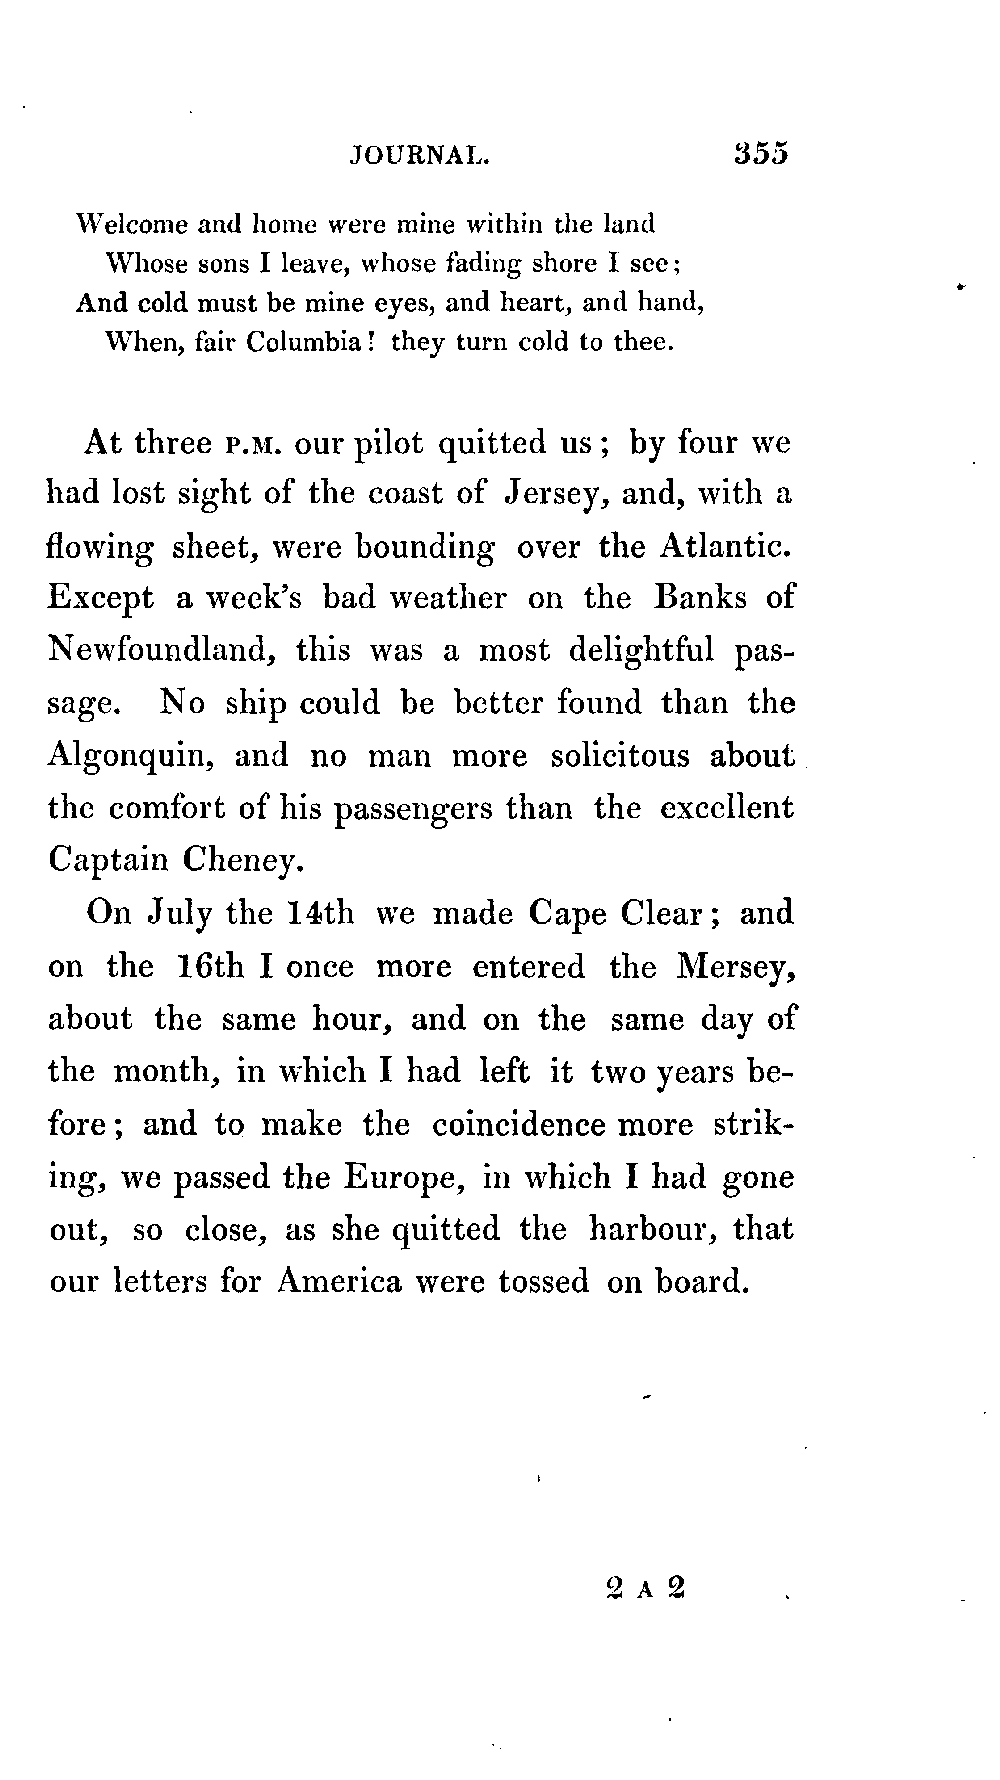 JOURNAL. 355
Welcome and home were mine within the land
Whose sons I leave, whose fading shore I see;
And cold must be mine eyes, and heart, and hand,
When, fair Columbia! they turn cold to thee.
At three P.M. our pilot quitted us; by four we
had lost sight of the coast of Jersey, and, with a
flowing sheet, were bounding over the Atlantic.
Except a week's bad weather on the Banks of
Newfoundland, this was a most delightful pas-
sage. No ship could be better found than the
Algonquin, and no man more solicitous about
the comfort of his passengers than the excellent
Captain Cheney.
On July the 14th we made Cape Clear; and
on the 16th I once more entered the Mersey,
about the same hour, and on the same day of
the month, in which I had left it two years be-
fore; and to make the coincidence more strik-
ing, we passed the Europe, in which I had gone
out, so close, as she quitted the harbour, that
our letters for America were tossed on board.
2 A 2